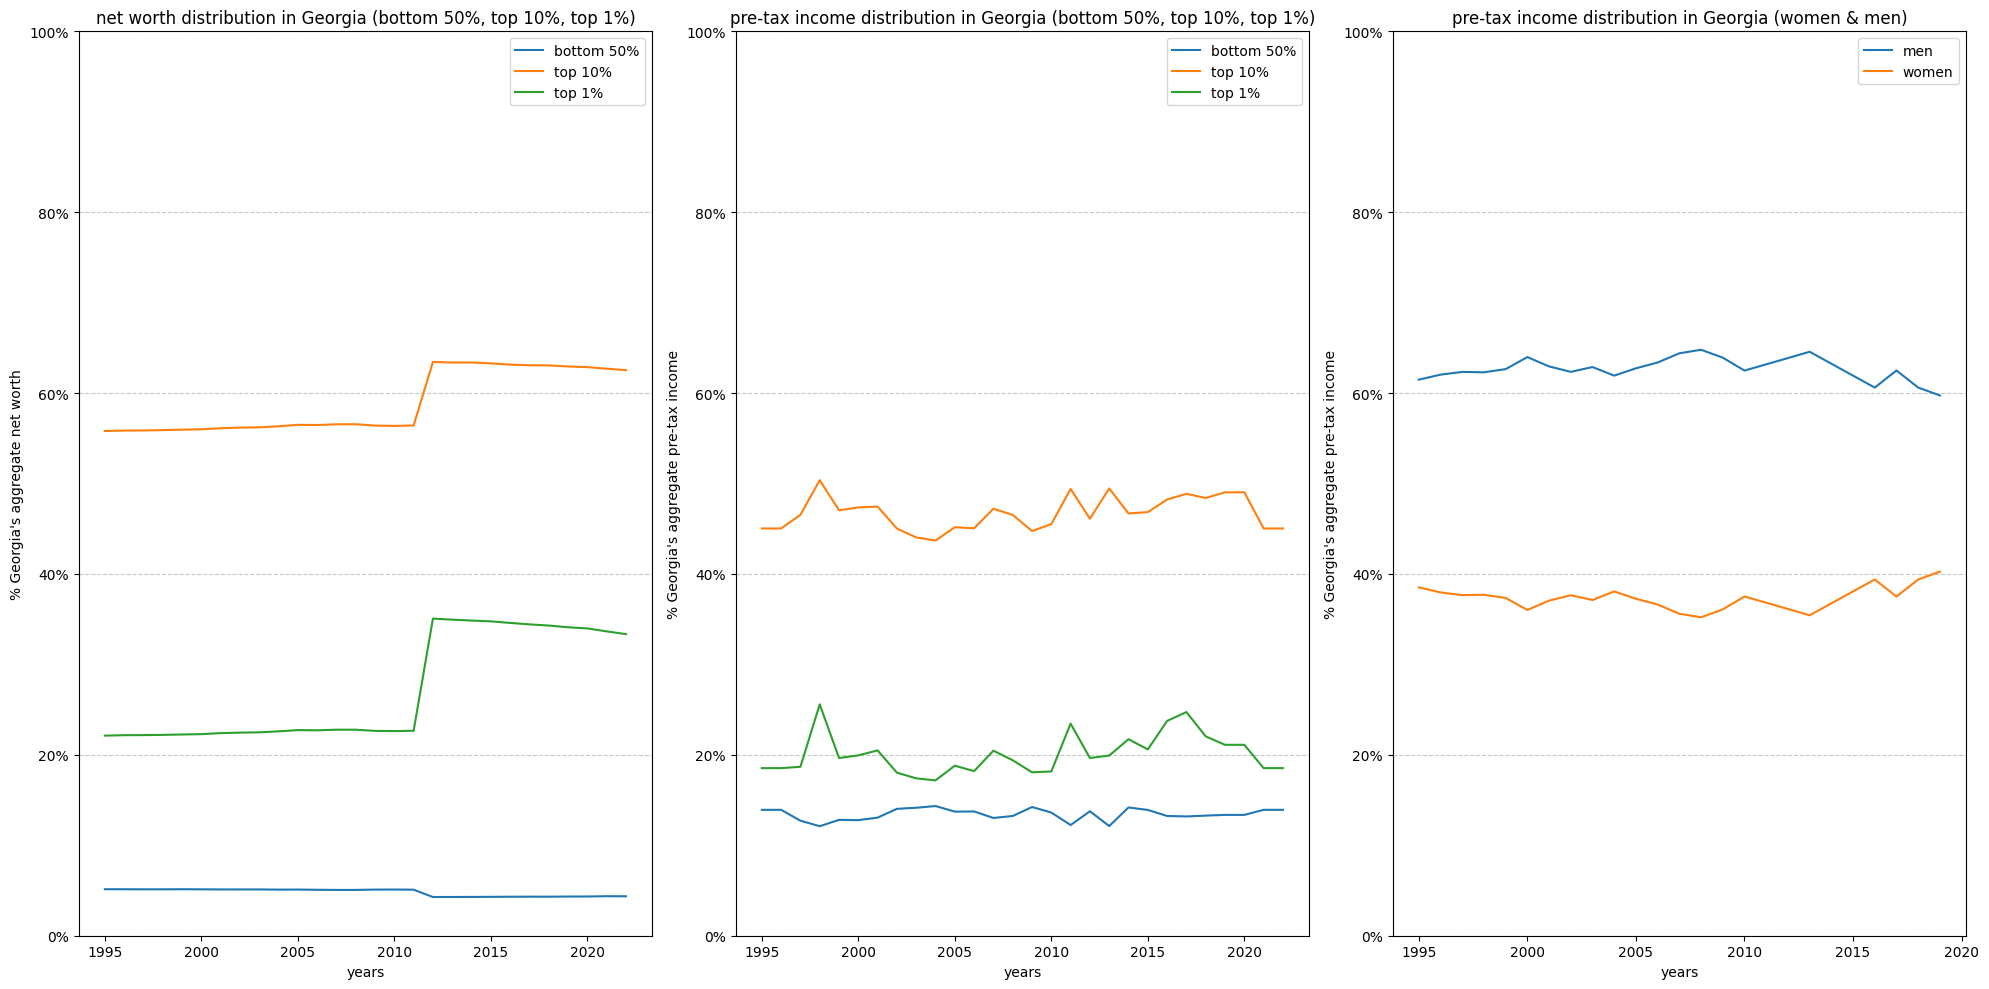 net worth distribution in Georgia (bottom 50%, top 10%, top 1%)
100%
80%
60%
40%
20%
0%
% Georgia's aggregate net worth
bottom 50%
top 10%
top 1%
1995
2000
2005
2010
2015
2020
years
pre-tax income distribution in Georgia (bottom 50%, top 10%, top 1%)
100%
80%
60%
40%
20%
0%
% Georgia's aggregate pre-tax income
bottom 50%
top 10%
top 1%
1995
2000
2005
2010
2015
2020
years
pre-tax income distribution in Georgia (women & men)
100%
80%
60%
40%
20%
0%
% Georgia's aggregate pre-tax income
men
women
1995
2000
2005
2010
2015
2020
years